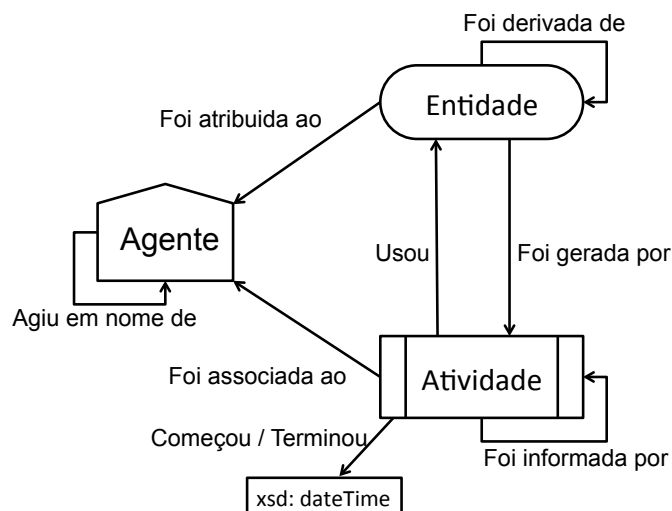 Foi derivada de
Entidade
Foi atribuida ao
Agente
Usou
Foi gerada por
Agiu em nome de
Foi associada ao
Atividade
Começou / Terminou
Foi informada por
xsd: dateTime